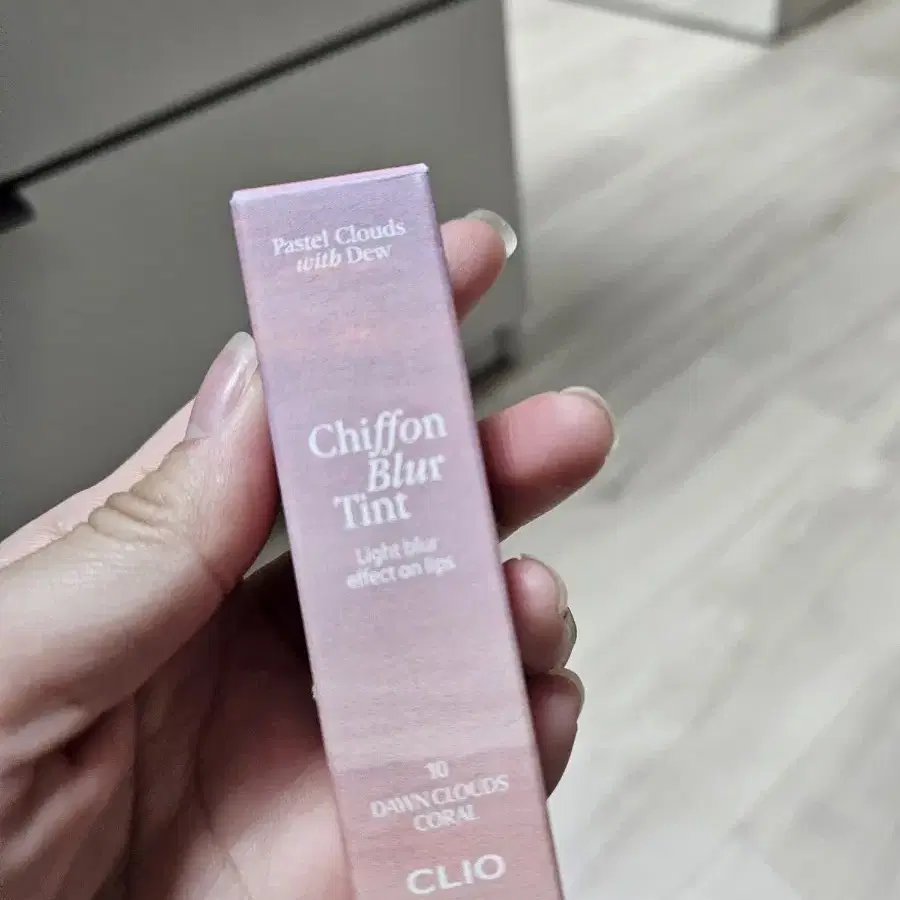 Pastel Clouds
with Dew
Chiffon
Blur
Tint
Light blur
effect on lips
10
DAWN CLOUDS
CORAL
CLIO